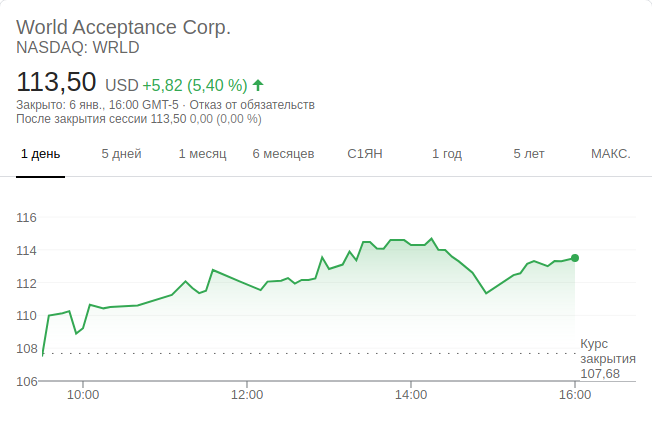 World Acceptance Corp.
NASDAQ: WRLD
113,50 USD +5,82 (5,40 %)
Закрыто: 6 янв., 16:00 GMT-5 · Отказ от обязательств
После закрытия сессии 113,50 0,00 (0,00 %)
1 день 5 дней 1 месяц 6 месяцев С1ЯН 1 год 5 лет МАКС.
116
114
112
110
108
106
Курс
закрытия
107,68
10:00 12:00 14:00 16:00